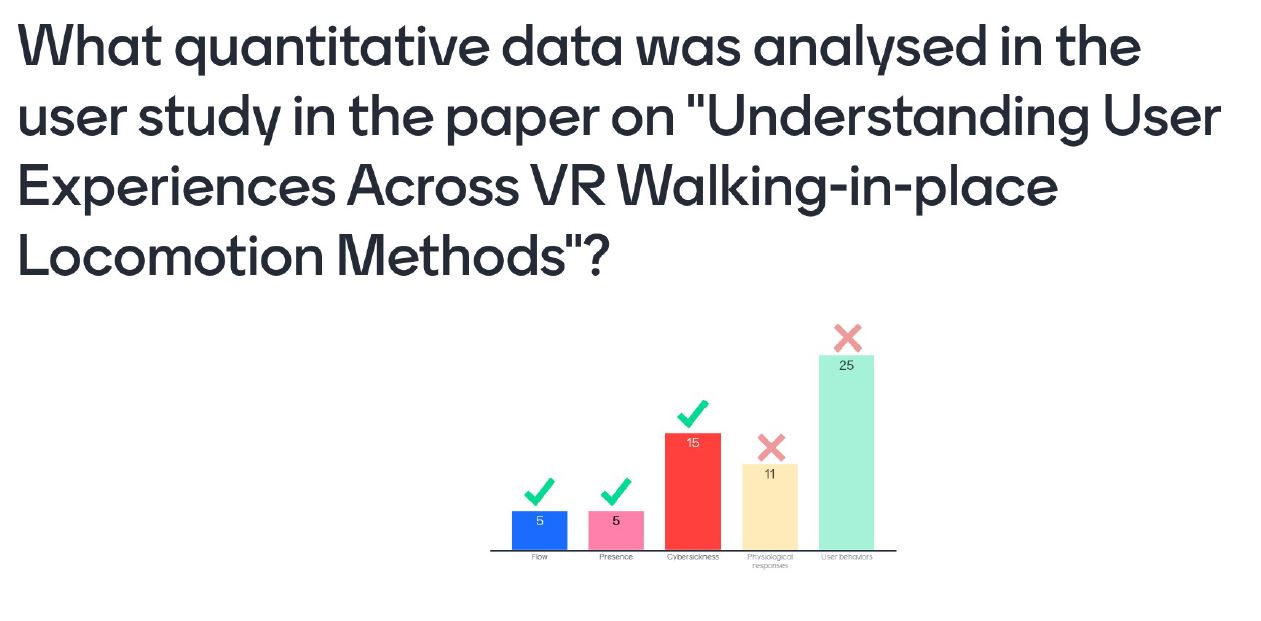 What quantitative data was analysed in the
user study in the paper on "Understanding User
Experiences Across VR Walking-in-place
Locomotion Methods"?
25
15
11
5
5
Flow
Presence
Cybersickness
Physiological
responses
User behaviors